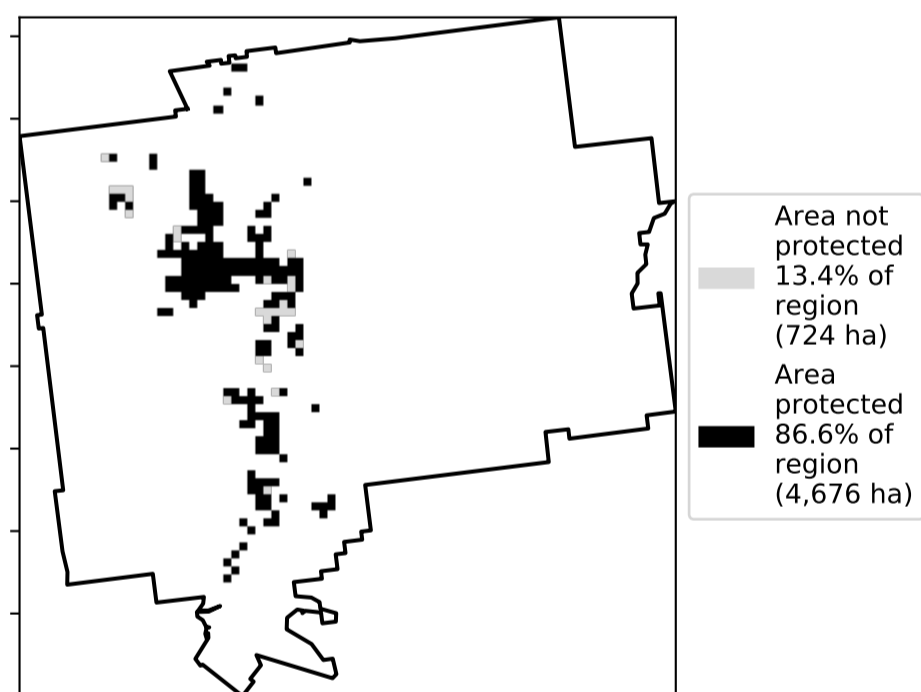 Area not
protected
13.4% of
region
(724 ha)
Area
protected
86.6% of
region
(4,676 ha)